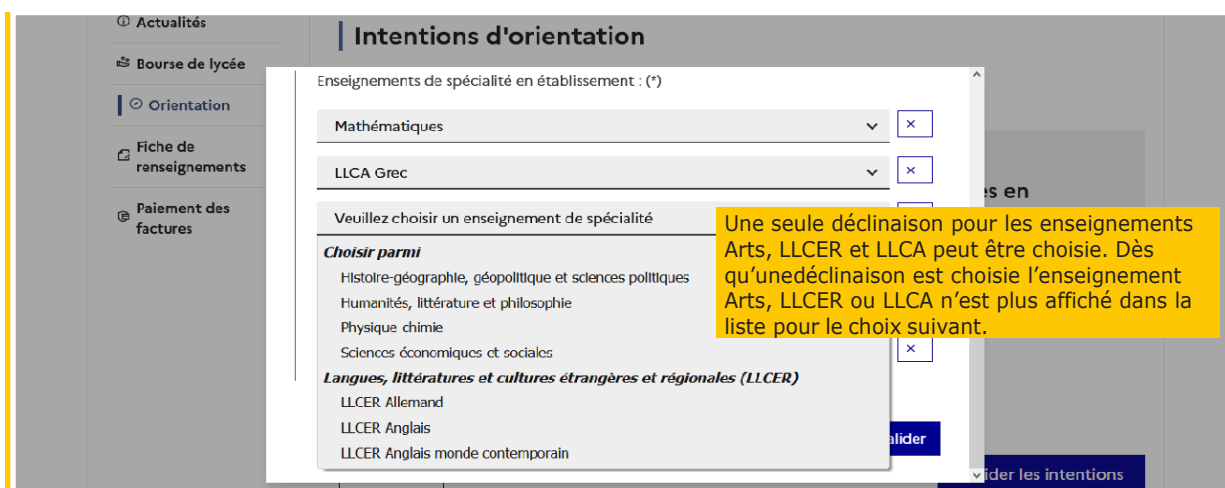 Actualités
Bourse de lycée
Orientation
Fiche de
renseignements
Paiement des
factures
Intentions d'orientation
Enseignements de spécialité en établissement : (*)
Mathématiques
LLCA Grec
Veuillez choisir un enseignement de spécialité
Choisir parmi
Histoire-géographie, géopolitique et sciences politiques
Humanités, littérature et philosophie
Physique chimie
Sciences économiques et sociales
Langues, littératures et cultures étrangères et régionales (LLCER)
LLCER Allemand
LLCER Anglais
LLCER Anglais monde contemporain
s en
Une seule déclinaison pour les enseignements
Arts, LLCER et LLCA peut être choisie. Dès
qu’unedéclinaison est choisie l’enseignement
Arts, LLCER ou LLCA n’est plus affiché dans la
liste pour le choix suivant.
alider
ider les intentions